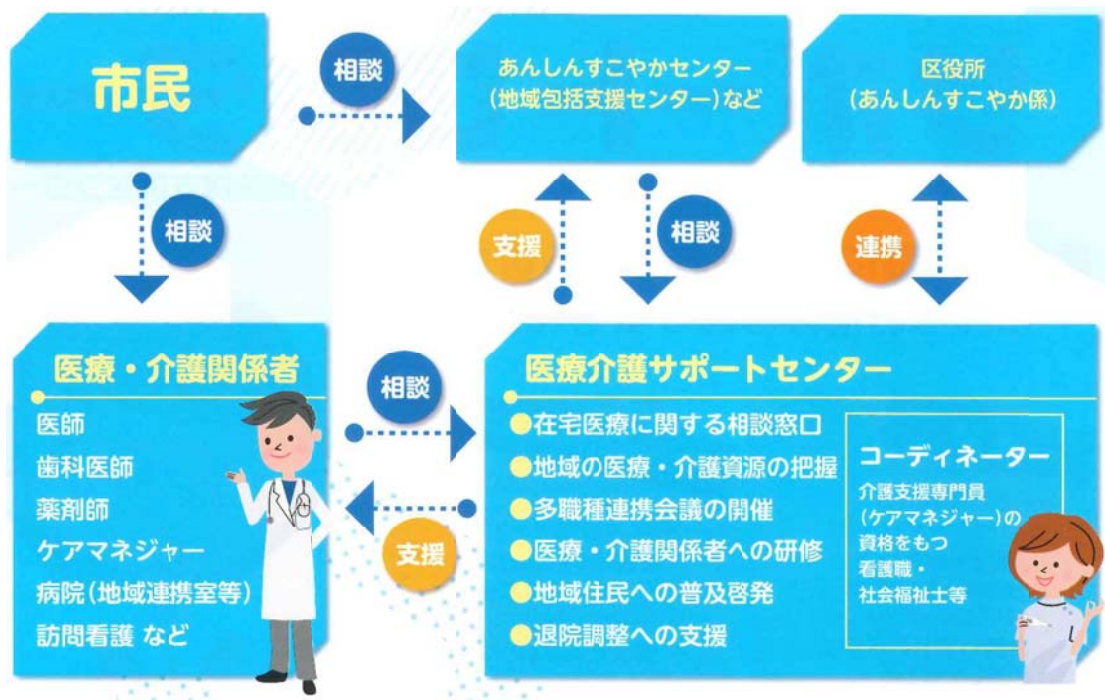 市民
相談
あんしんすこやかセンター
(地域包括支援センター)など
区役所
(あんしんすこやか係)
相談
支援
相談
連携
医療・介護関係者
医師
歯科医師
薬剤師
ケアマネジャー
病院(地域連携室等)
訪問看護 など
相談
支援
医療介護サポートセンター
●在宅医療に関する相談窓口
●地域の医療・介護資源の把握
●多職種連携会議の開催
●医療・介護関係者への研修
●地域住民への普及啓発
●退院調整への支援
コーディネーター
介護支援専門員
(ケアマネジャー)の
資格をもつ
看護職・
社会福祉士等